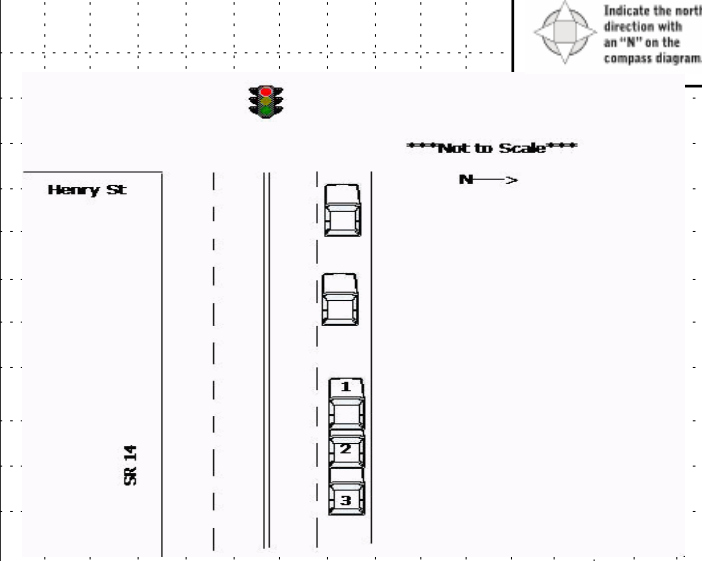 Indicate the north
direction with
an “N” on the
compass diagram.
***Not to Scale***
N
Henry St
1
2
3
SR 14